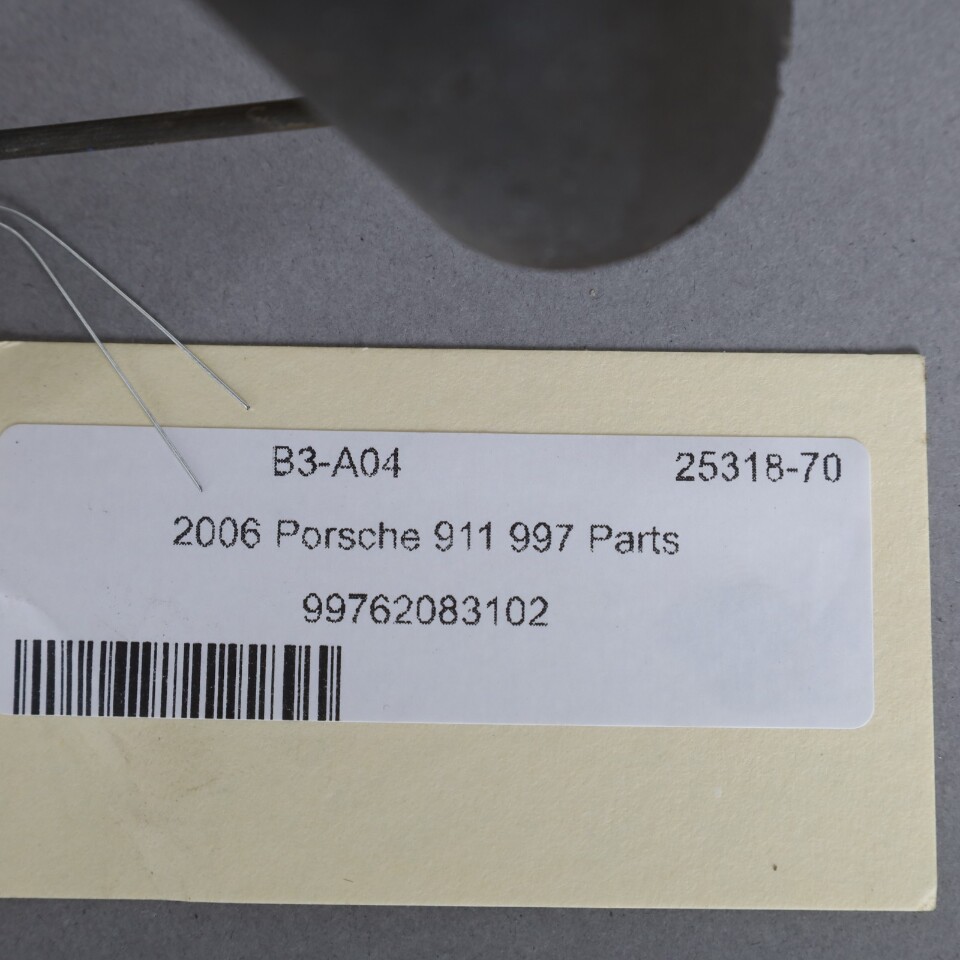 B3-A04 25318-70
2006 Porsche 911 997 Parts
99762083102